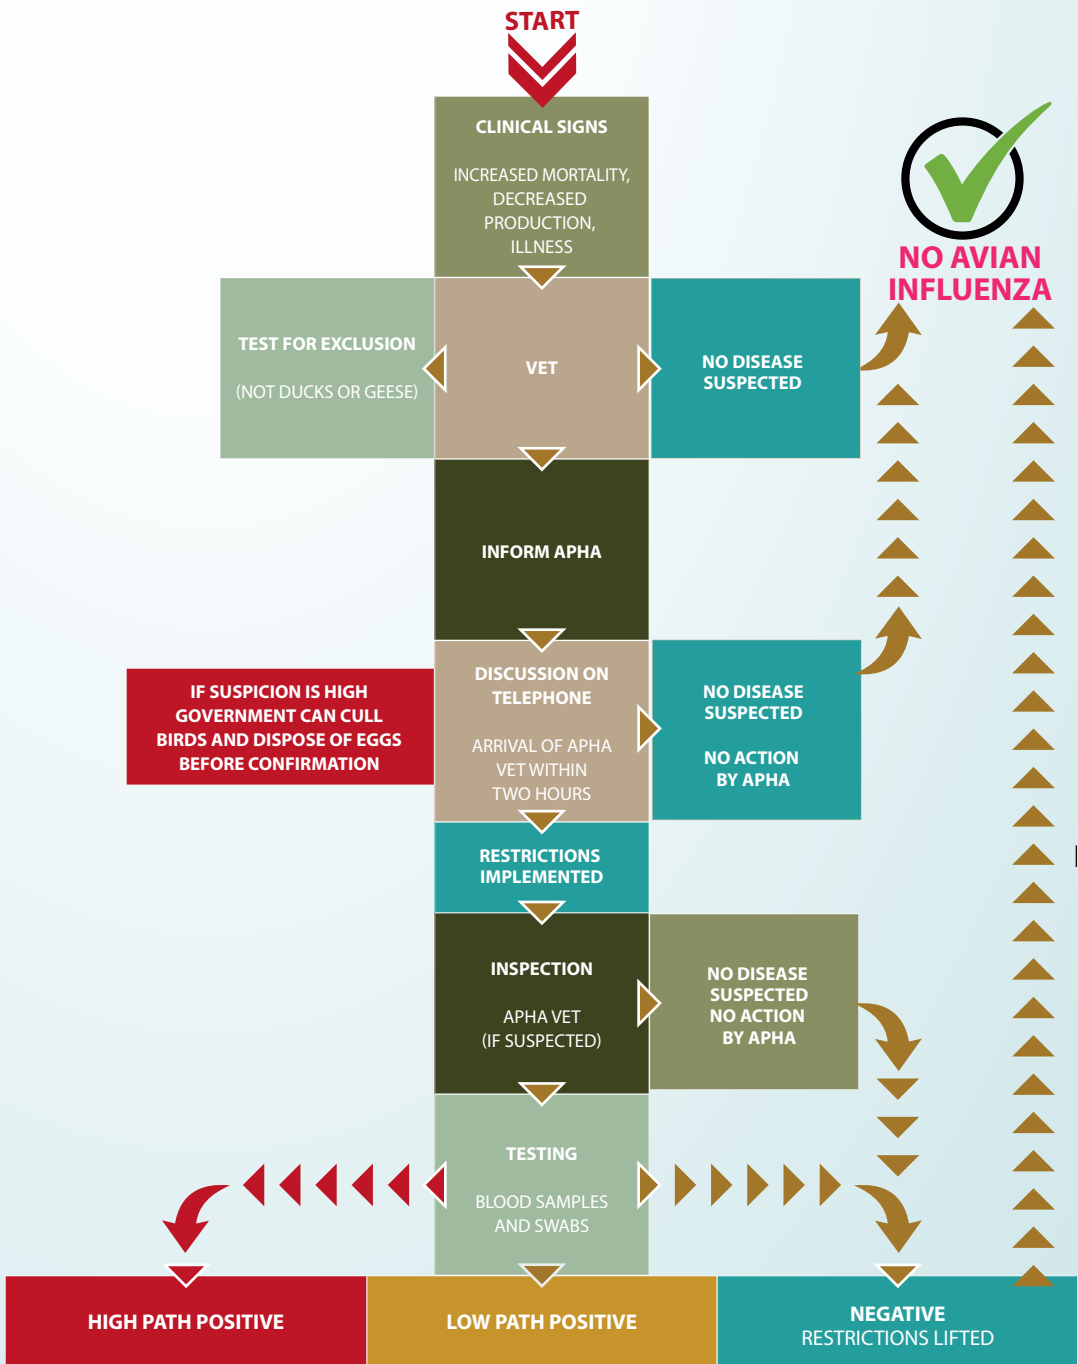 START
CLINICAL SIGNS
INCREASED MORTALITY,
DECREASED
PRODUCTION,
ILLNESS
NO AVIAN
INFLUENZA
TEST FOR EXCLUSION
(NOT DUCKS OR GEESE)
VET
NO DISEASE
SUSPECTED
INFORM APHA
IF SUSPICION IS HIGH
GOVERNMENT CAN CULL
BIRDS AND DISPOSE OF EGGS
BEFORE CONFIRMATION
DISCUSSION ON
TELEPHONE
ARRIVAL OF APHA
VET WITHIN
TWO HOURS
NO DISEASE
SUSPECTED
NO ACTION
BY APHA
RESTRICTIONS
IMPLEMENTED
INSPECTION
APHA VET
(IF SUSPECTED)
NO DISEASE
SUSPECTED
NO ACTION
BY APHA
TESTING
BLOOD SAMPLES
AND SWABS
HIGH PATH POSITIVE
LOW PATH POSITIVE
NEGATIVE
RESTRICTIONS LIFTED